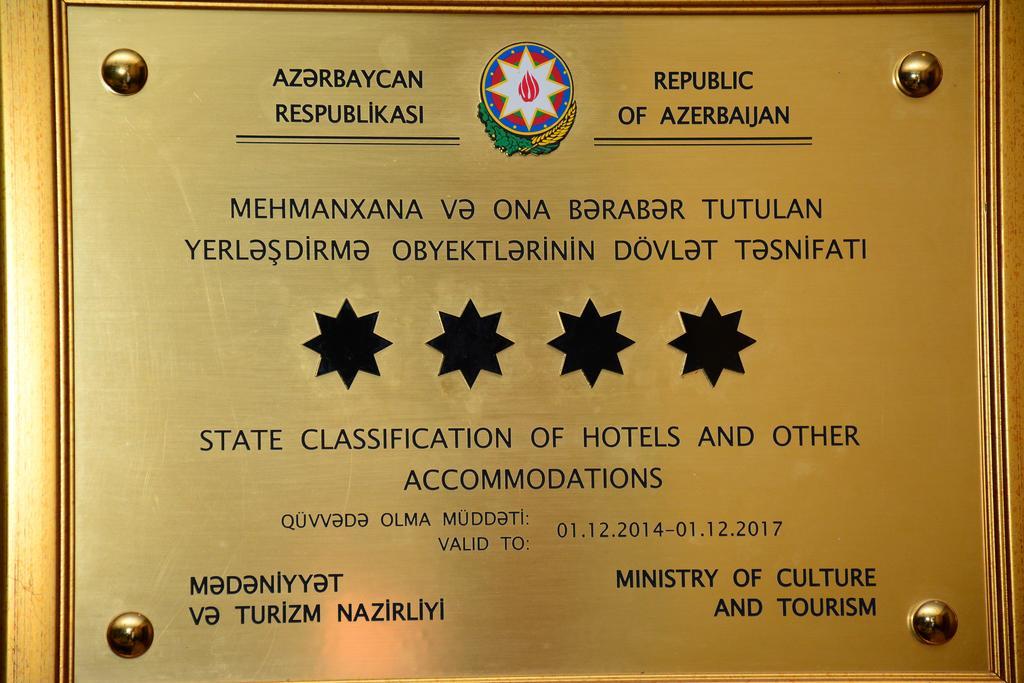 AZƏRBAYCAN
RESPUBLİKASI
REPUBLIC
OF AZERBAIJAN
MEHMANXANA VƏ ONA BƏRABƏR TUTULAN
YERLƏŞDİRMƏ OBYEKTLƏRİNİN DÖVLƏT TƏSNİFATI
STATE CLASSIFICATION OF HOTELS AND OTHER
ACCOMMODATIONS
QÜVVƏDƏ OLMA MÜDDƏTİ:
VALID TO:
01.12.2014-01.12.2017
MƏDƏNİYYƏT
VƏ TURİZM NAZİRLİYİ
MINISTRY OF CULTURE
AND TOURISM